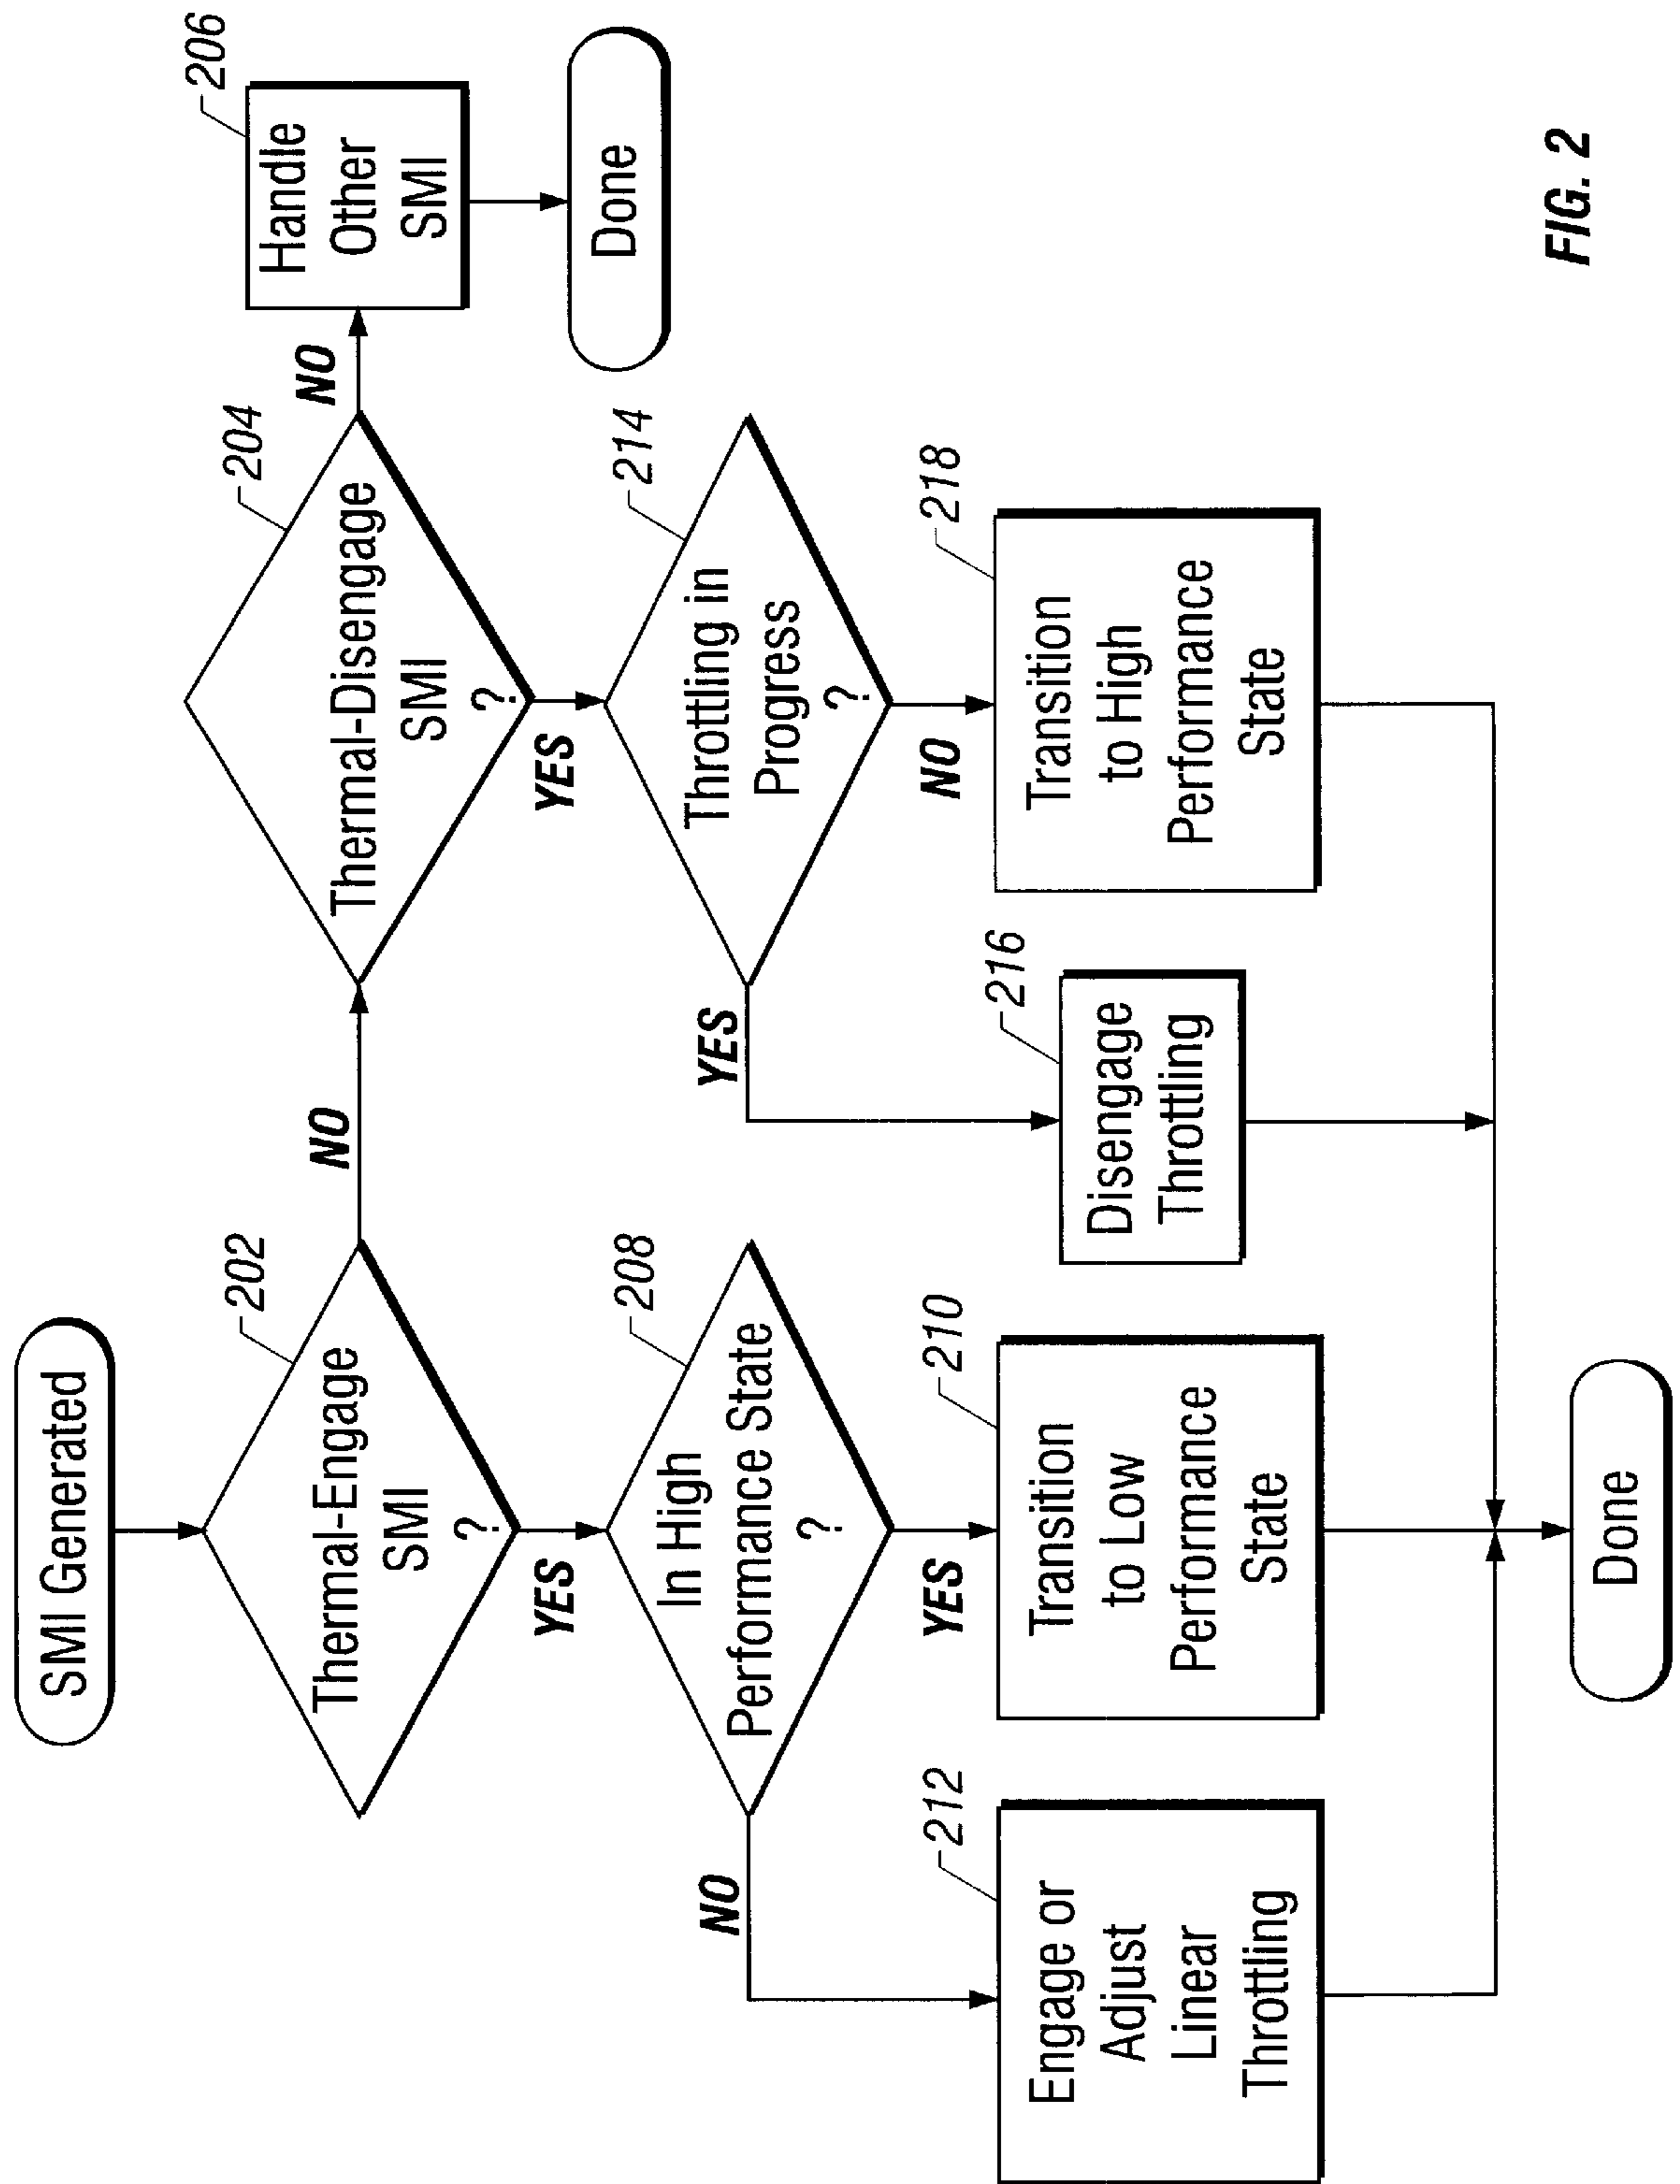 SMI Generated
202
Thermal-Engage
SMI
?
NO
204
Thermal-Disengage
SMI
?
NO
206
Handle
Other
SMI
Done
YES
208
In High
Performance State
?
YES
214
Throttling in
Progress
?
NO
212
Engage or
Adjust
Linear
Throttling
YES
210
Transition
to Low
Performance
State
YES
216
Disengage
Throttling
NO
218
Transition
to High
Performance
State
Done
FIG. 2